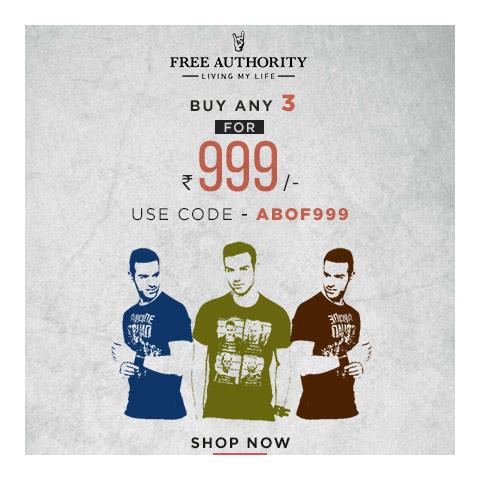 FREE AUTHORITY
LIVING MY LIFE
BUY ANY 3
FOR
₹ 999/-
USE CODE - ABOF999
SHOP NOW